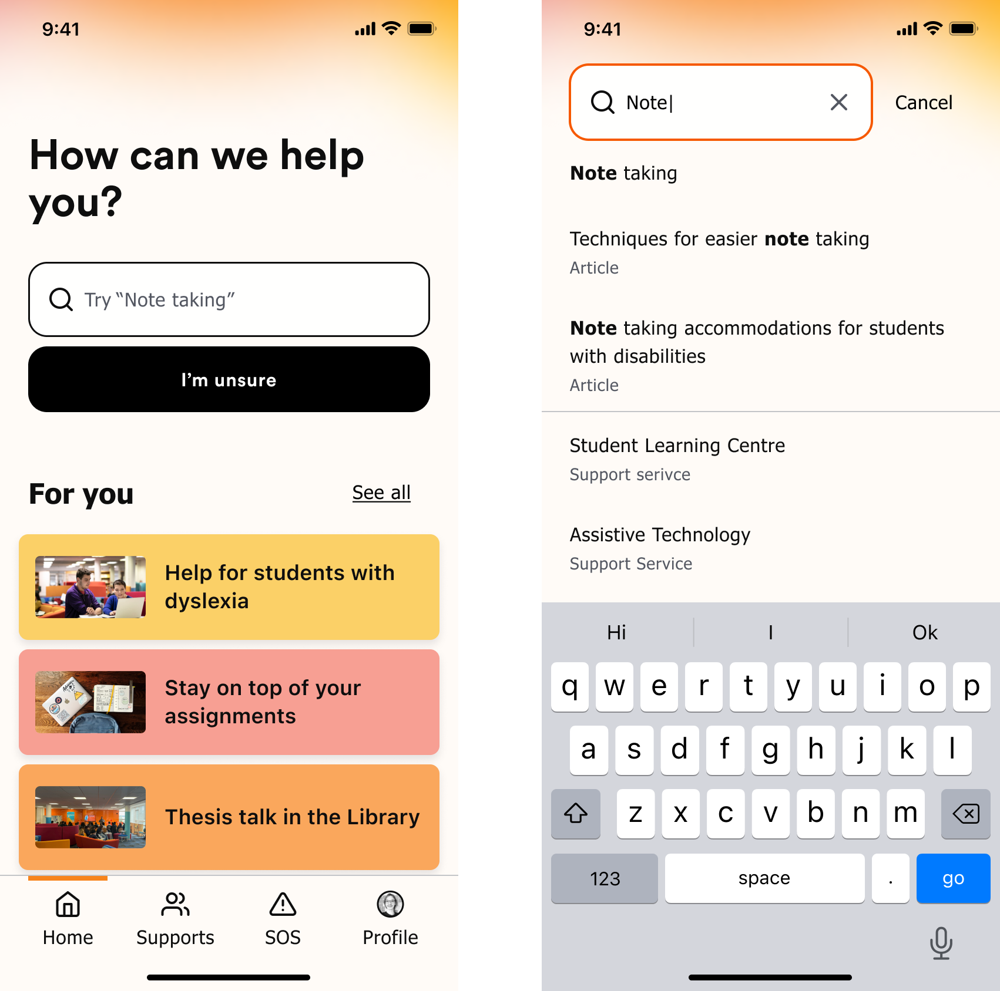 9:41
How can we help
you?
Try “Note taking”
I’m unsure
For you
See all
Help for students with
dyslexia
Stay on top of your
assignments
Thesis talk in the Library
Home
Supports
SOS
Profile
9:41
Note
Cancel
Note taking
Techniques for easier note taking
Article
Note taking accommodations for students
with disabilities
Article
Student Learning Centre
Support serivce
Assistive Technology
Support Service
Hi I Ok
q w e r t y u i o p
a s d f g h j k l
z x c v b n m
123 space . go